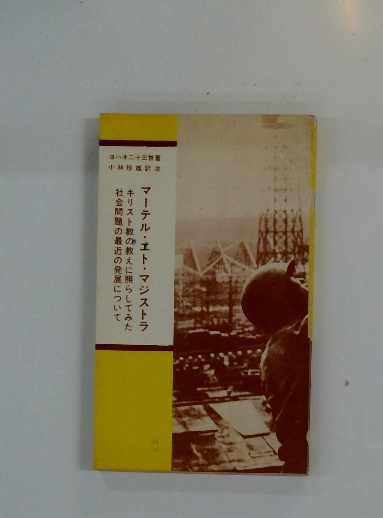 ヨハネ二十三世著
小林珍雄訳注
マーテル・エト・マジストラ
キリスト教の教えに照らしてみた
社会問題の最近の発展について
2